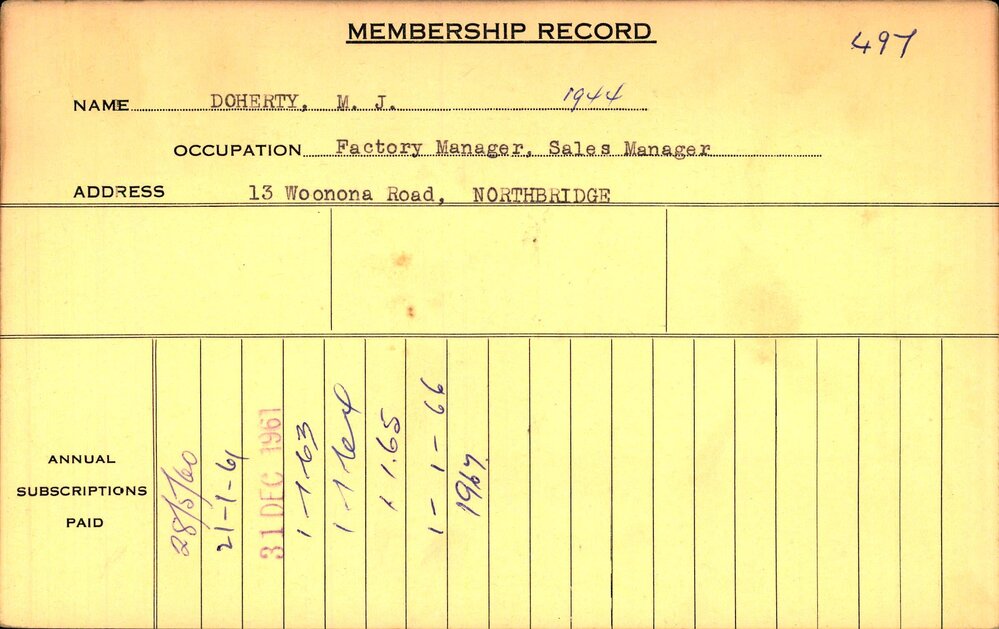 MEMBERSHIP RECORD
497
NAME DOHERTY, M. J. 1944
OCCUPATION Factory Manager, Sales Manager
ADDRESS 13 Woonona Road, NORTHBRIDGE
ANNUAL
SUBSCRIPTIONS
PAID
28/5/60
21-1-61
31 DEC 1961
1-1-63
1-1-64
1.65
1-1-66
1967